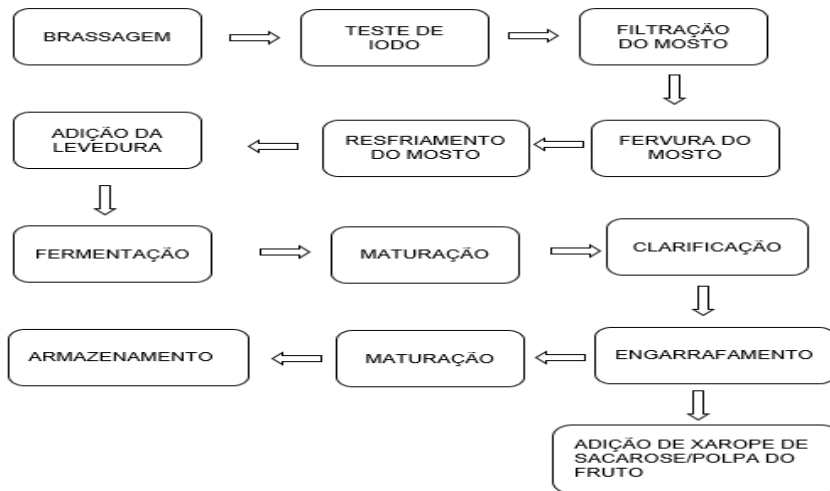 BRASSAGEM
TESTE DE
IODO
FILTRAÇÃO
DO MOSTO
FERVURA DO
MOSTO
RESFRIAMENTO
DO MOSTO
ADIÇÃO DA
LEVEDURA
FERMENTAÇÃO
MATURAÇÃO
CLARIFICAÇÃO
ENGARRAFAMENTO
MATURAÇÃO
ARMAZENAMENTO
ADIÇÃO DE XAROPE DE
SACAROSE/POLPA DO
FRUTO